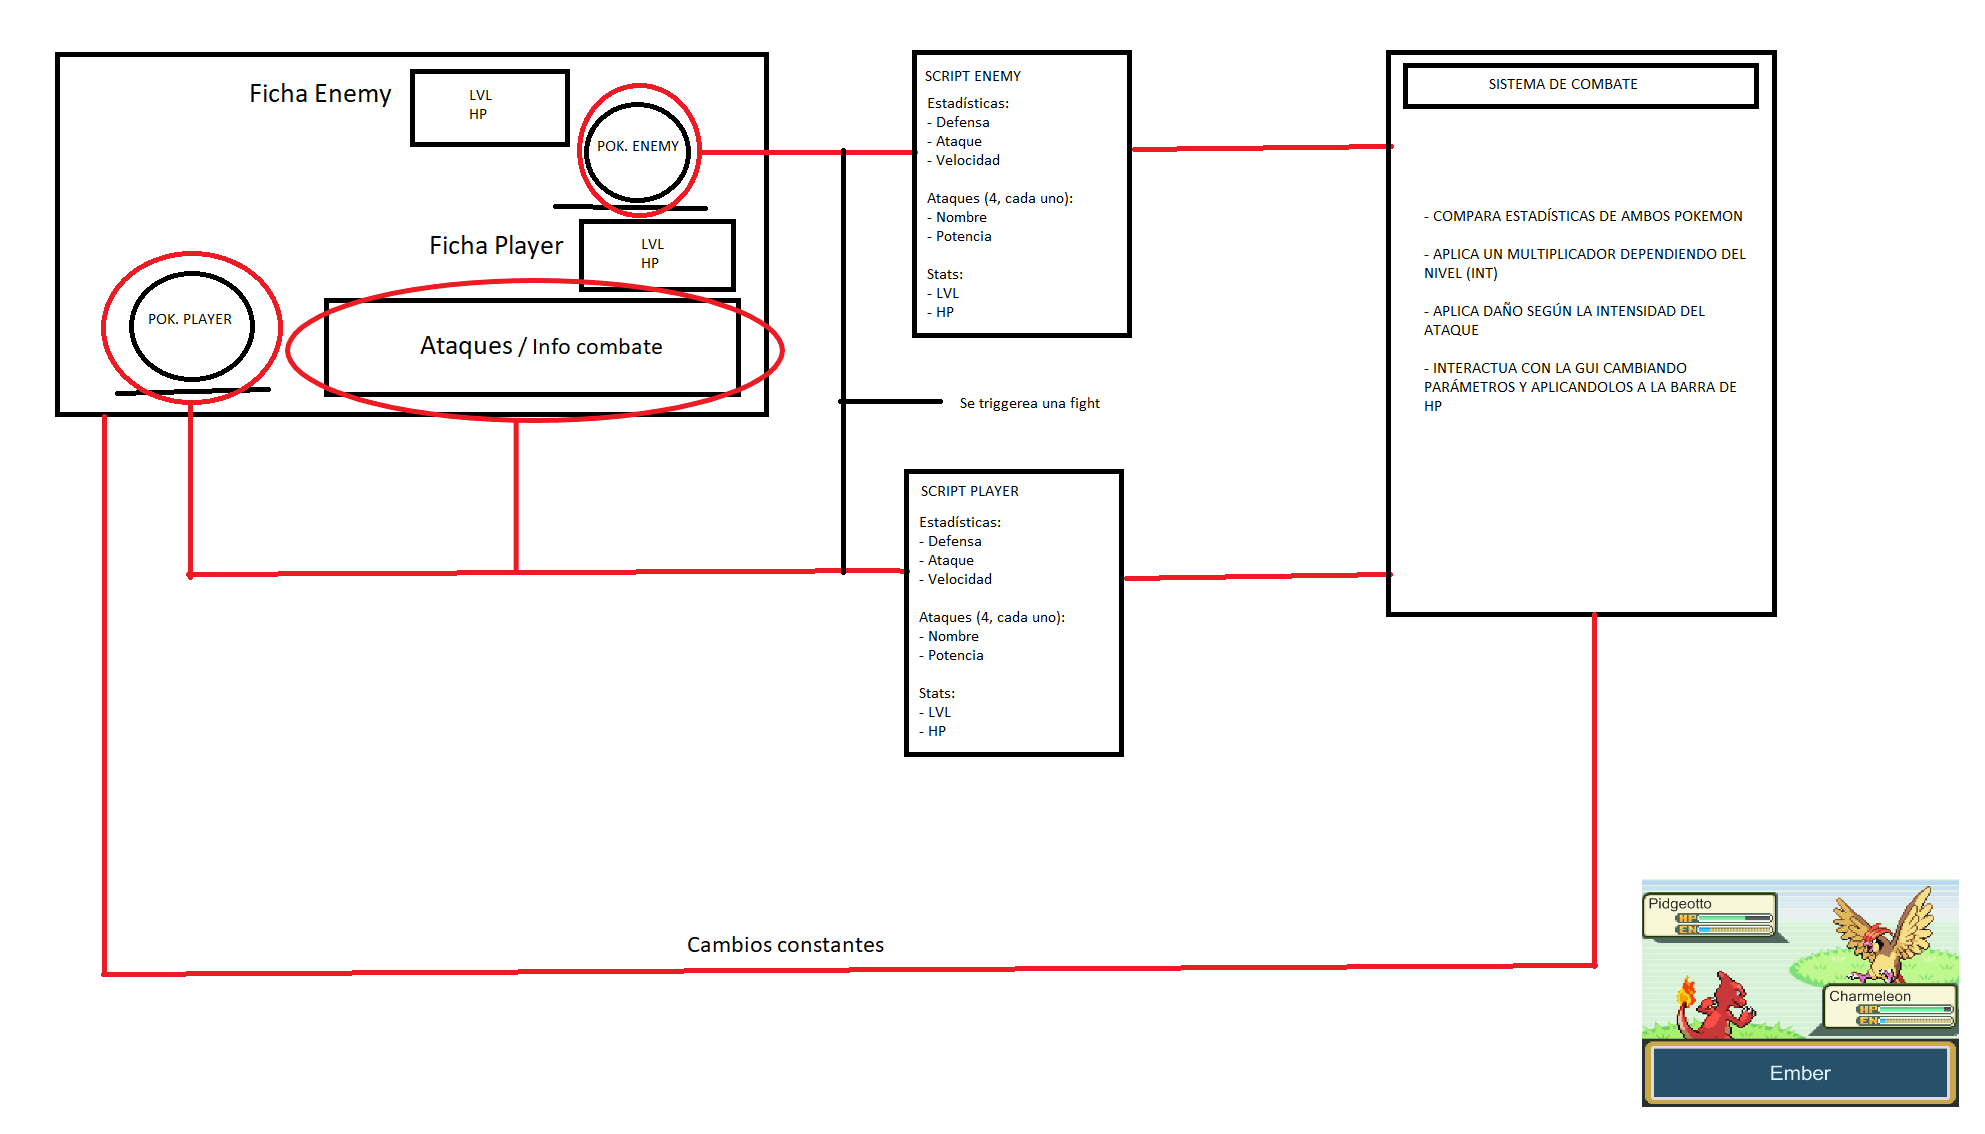 Ficha Enemy
LVL
HP
POK. ENEMY
Ficha Player
LVL
HP
POK. PLAYER
Ataques / Info combate
SCRIPT ENEMY
Estadísticas:
- Defensa
- Ataque
- Velocidad
Ataques (4, cada uno):
- Nombre
- Potencia
Stats:
- LVL
- HP
Se triggerea una fight
SCRIPT PLAYER
Estadísticas:
- Defensa
- Ataque
- Velocidad
Ataques (4, cada uno):
- Nombre
- Potencia
Stats:
- LVL
- HP
SISTEMA DE COMBATE
- COMPARA ESTADÍSTICAS DE AMBOS POKEMON
- APLICA UN MULTIPLICADOR DEPENDIENDO DEL
NIVEL (INT)
- APLICA DAÑO SEGÚN LA INTENSIDAD DEL
ATAQUE
- INTERACTUA CON LA GUI CAMBIANDO
PARÁMETROS Y APLICANDOLOS A LA BARRA DE
HP
Cambios constantes
Pidgeotto
HP
EN
Charmeleon
HP
EN
Ember